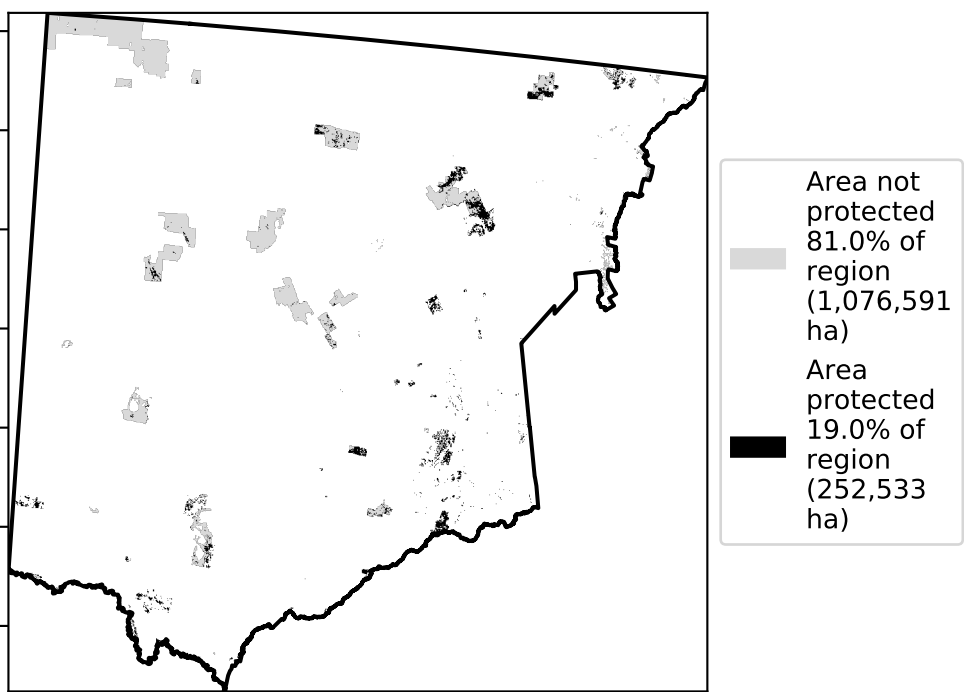 Area not
protected
81.0% of
region
(1,076,591
ha)
Area
protected
19.0% of
region
(252,533
ha)